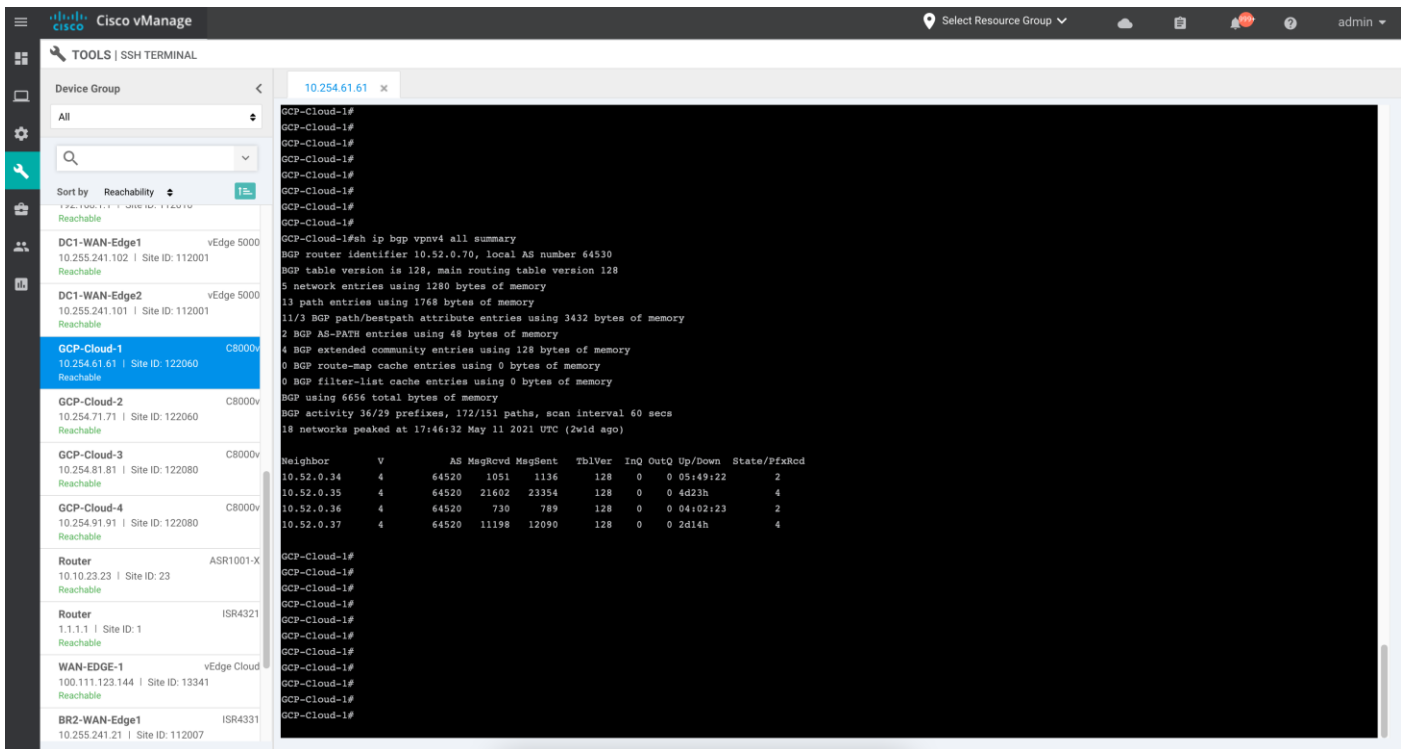 cisco Cisco vManage
Select Resource Group
999+
admin
TOOLS | SSH TERMINAL
Device Group
All
Sort by Reachability
192.168.1.1 | Site ID: 112010
Reachable
DC1-WAN-Edge1 vEdge 5000
10.255.241.102 | Site ID: 112001
Reachable
DC1-WAN-Edge2 vEdge 5000
10.255.241.101 | Site ID: 112001
Reachable
GCP-Cloud-1 C8000v
10.254.61.61 | Site ID: 122060
Reachable
GCP-Cloud-2 C8000v
10.254.71.71 | Site ID: 122060
Reachable
GCP-Cloud-3 C8000v
10.254.81.81 | Site ID: 122080
Reachable
GCP-Cloud-4 C8000v
10.254.91.91 | Site ID: 122080
Reachable
Router ASR1001-X
10.10.23.23 | Site ID: 23
Reachable
Router ISR4321
1.1.1.1 | Site ID: 1
Reachable
WAN-EDGE-1 vEdge Cloud
100.111.123.144 | Site ID: 13341
Reachable
BR2-WAN-Edge1 ISR4331
10.255.241.21 | Site ID: 112007
10.254.61.61 ×
GCP-Cloud-1#
GCP-Cloud-1#
GCP-Cloud-1#
GCP-Cloud-1#
GCP-Cloud-1#
GCP-Cloud-1#
GCP-Cloud-1#
GCP-Cloud-1#
GCP-Cloud-1#sh ip bgp vpnv4 all summary
BGP router identifier 10.52.0.70, local AS number 64530
BGP table version is 128, main routing table version 128
5 network entries using 1280 bytes of memory
13 path entries using 1768 bytes of memory
11/3 BGP path/bestpath attribute entries using 3432 bytes of memory
2 BGP AS-PATH entries using 48 bytes of memory
4 BGP extended community entries using 128 bytes of memory
0 BGP route-map cache entries using 0 bytes of memory
0 BGP filter-list cache entries using 0 bytes of memory
BGP using 6656 total bytes of memory
BGP activity 36/29 prefixes, 172/151 paths, scan interval 60 secs
18 networks peaked at 17:46:32 May 11 2021 UTC (2w1d ago)
Neighbor V AS MsgRcvd MsgSent TblVer InQ OutQ Up/Down State/PfxRcd
10.52.0.34 4 64520 1051 1136 128 0 0 05:49:22 2
10.52.0.35 4 64520 21602 23354 128 0 0 4d23h 4
10.52.0.36 4 64520 730 789 128 0 0 04:02:23 2
10.52.0.37 4 64520 11198 12090 128 0 0 2d14h 4
GCP-Cloud-1#
GCP-Cloud-1#
GCP-Cloud-1#
GCP-Cloud-1#
GCP-Cloud-1#
GCP-Cloud-1#
GCP-Cloud-1#
GCP-Cloud-1#
GCP-Cloud-1#
GCP-Cloud-1#
GCP-Cloud-1#